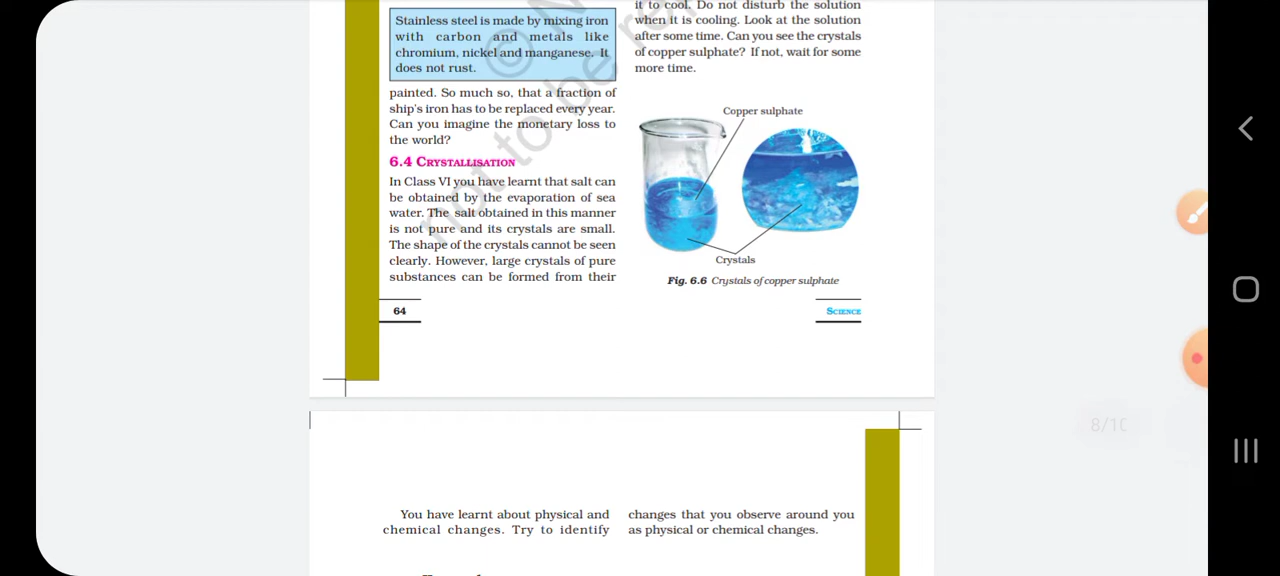 Stainless steel is made by mixing iron
with carbon and metals like
chromium, nickel and manganese. It
does not rust.
painted. So much so, that a fraction of
ship's iron has to be replaced every year.
Can you imagine the monetary loss to
the world?
6.4 CRYSTALLISATION
In Class VI you have learnt that salt can
be obtained by the evaporation of sea
water. The salt obtained in this manner
is not pure and its crystals are small.
The shape of the crystals cannot be seen
clearly. However, large crystals of pure
substances can be formed from their
it to cool. Do not disturb the solution
when it is cooling. Look at the solution
after some time. Can you see the crystals
of copper sulphate? If not, wait for some
more time.
Copper sulphate
Crystals
Fig. 6.6 Crystals of copper sulphate
64
SCIENCE
© N
not to be re
8/10
You have learnt about physical and
chemical changes. Try to identify
changes that you observe around you
as physical or chemical changes.